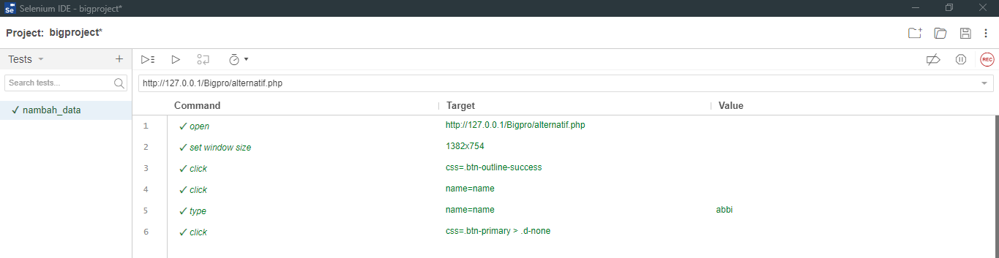 Selenium IDE - bigproject*
Project: bigproject*
Tests
Search tests...
REC
http://127.0.0.1/Bigpro/alternatif.php
nambah_data
Command Target Value
1 open http://127.0.0.1/Bigpro/alternatif.php
2 set window size 1382x754
3 click css=.btn-outline-success
4 click name=name
5 type name=name abbi
6 click css=.btn-primary > .d-none